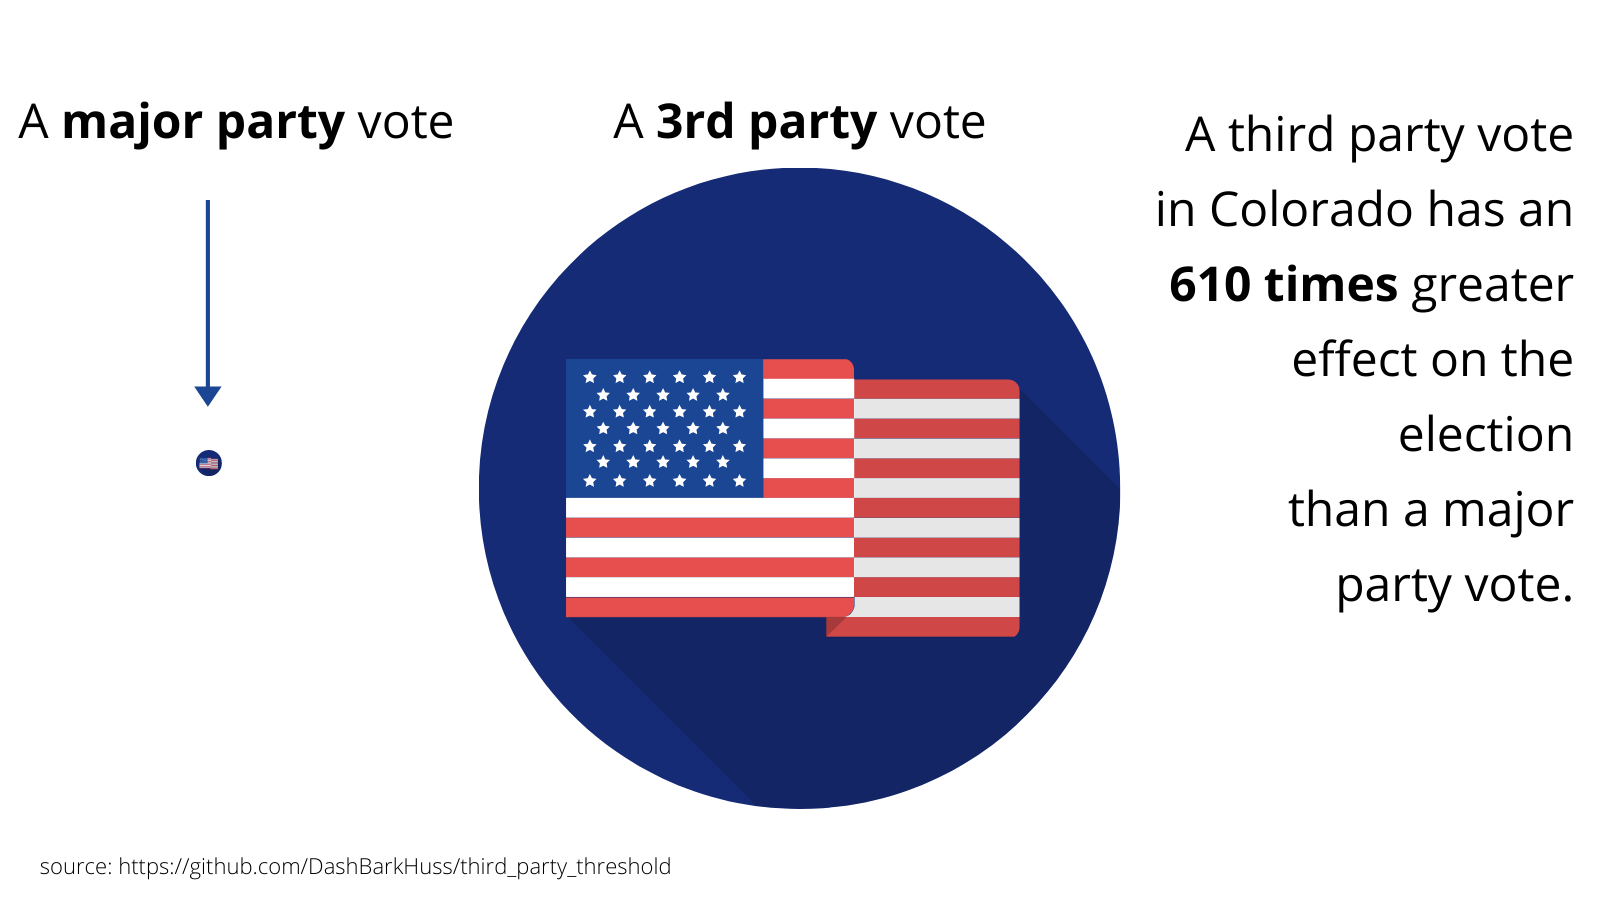 A major party vote
A 3rd party vote
A third party vote
in Colorado has an
610 times greater
effect on the
election
than a major
party vote.
source: https://github.com/DashBarkHuss/third_party_threshold